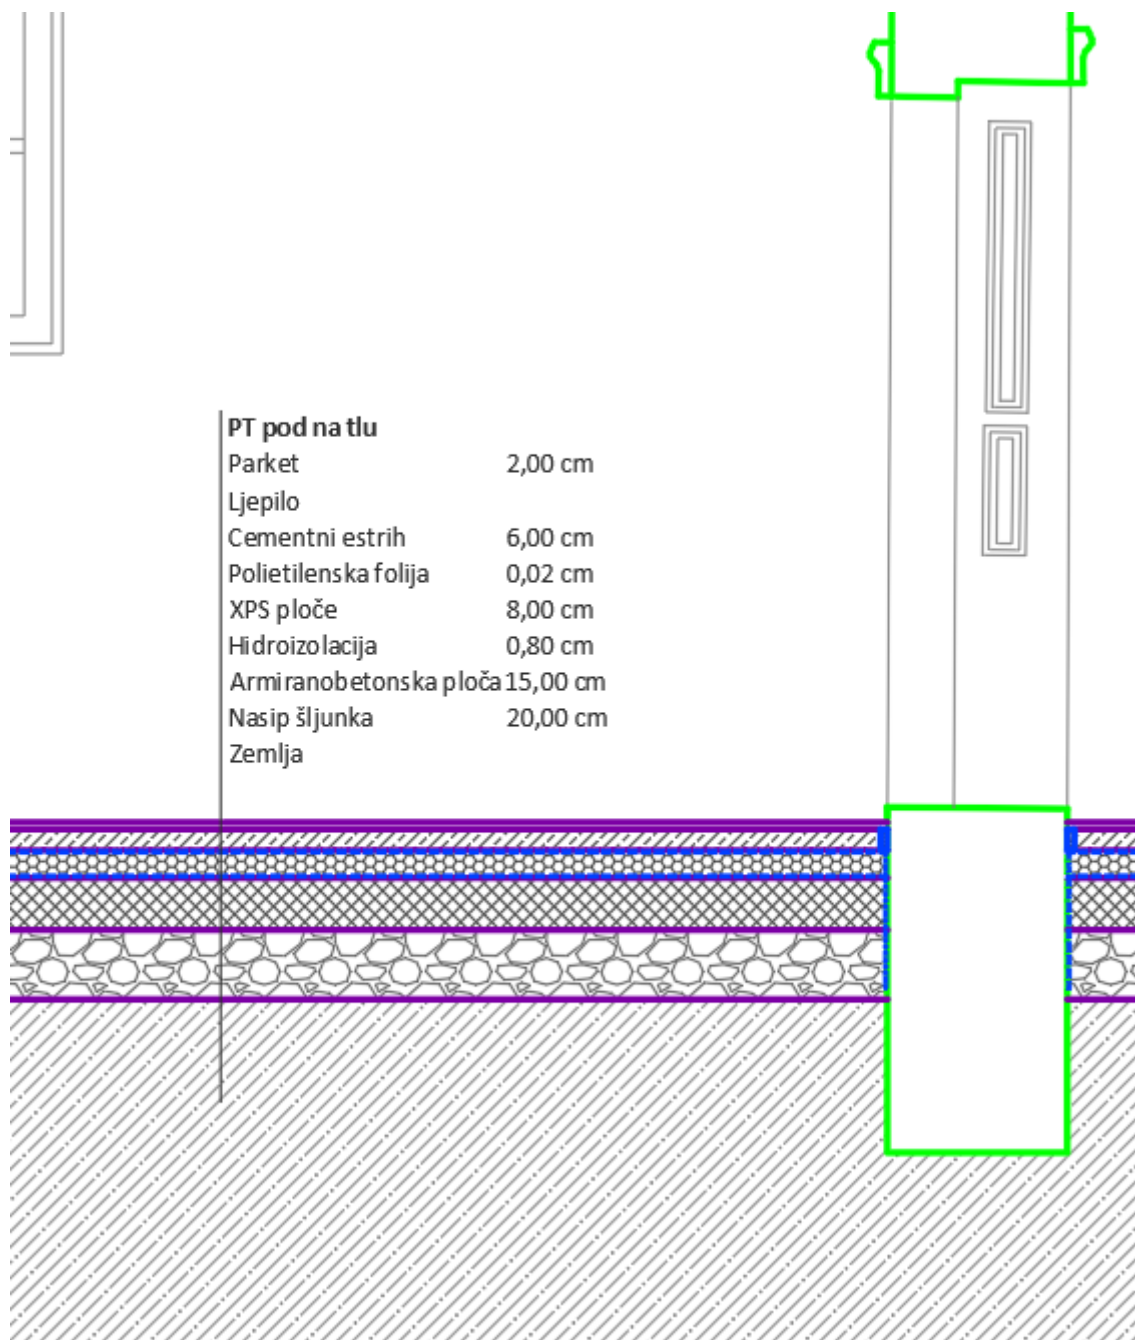 PT pod na tlu
Parket 2,00 cm
Ljepilo
Cementni estrih 6,00 cm
Polietilenska folija 0,02 cm
XPS ploče 8,00 cm
Hidroizolacija 0,80 cm
Armiranobetonska ploča 15,00 cm
Nasip šljunka 20,00 cm
Zemlja